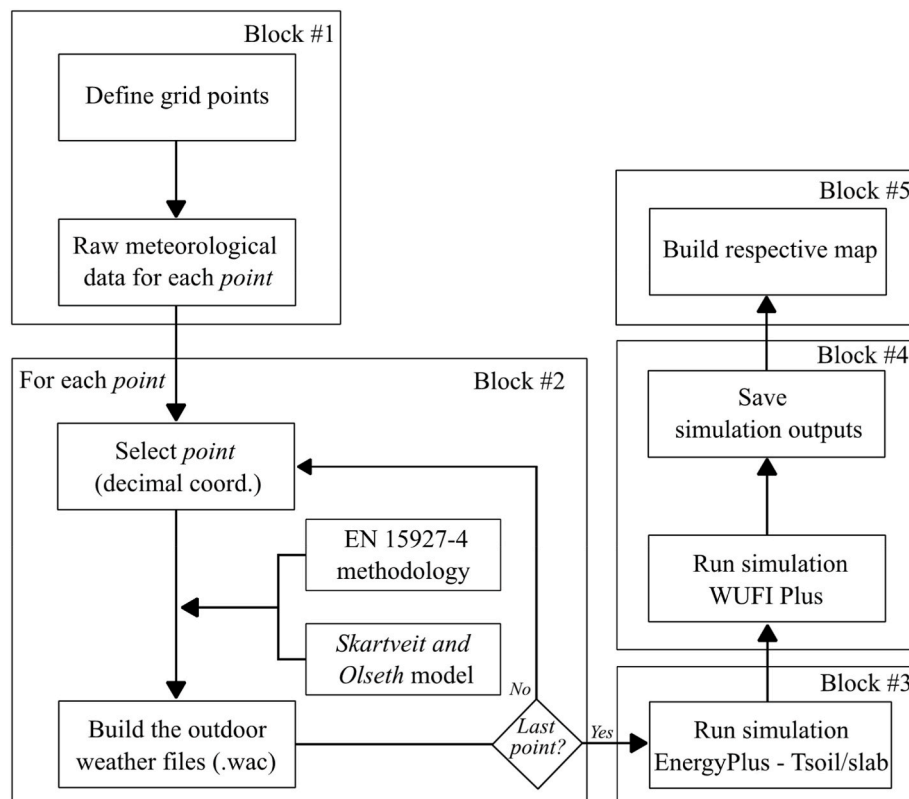 Block #1
Define grid points
Raw meteorological
data for each point
For each point
Block #2
Select point
(decimal coord.)
EN 15927-4
methodology
Skartveit and
Olseth model
Build the outdoor
weather files (.wac)
No
Last
point?
Yes
Block #3
Run simulation
EnergyPlus - Tsoil/slab
Block #4
Run simulation
WUFI Plus
Save
simulation outputs
Block #5
Build respective map